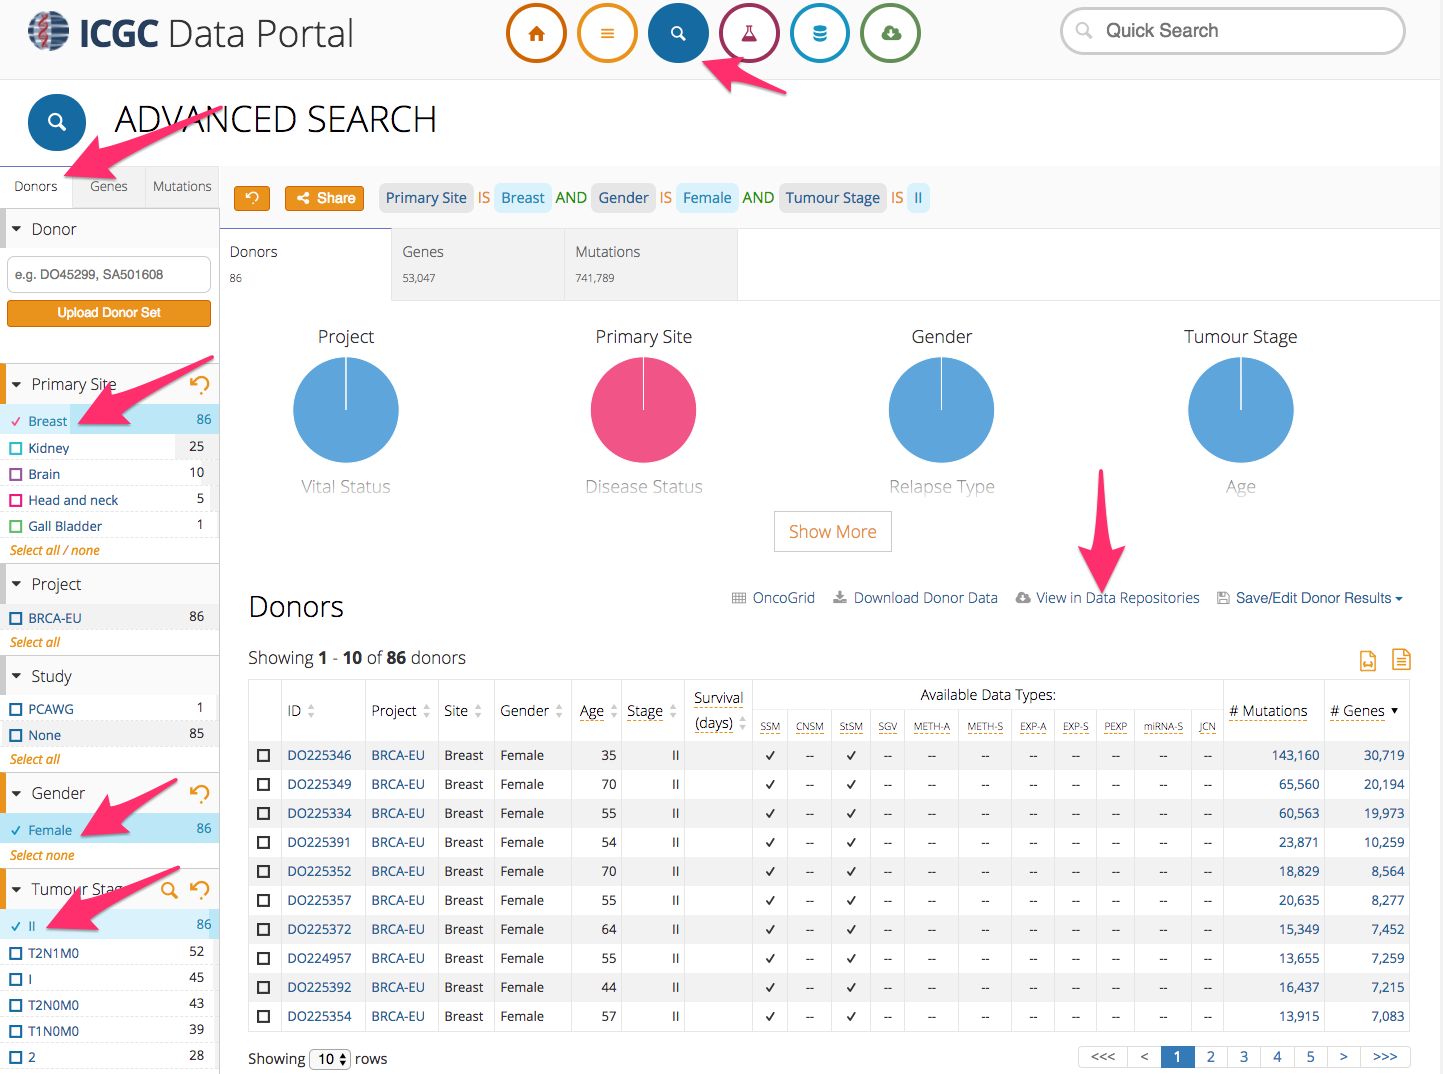 ICGC Data Portal
Quick Search
ADVANCED SEARCH
Donors Genes Mutations
Share Primary Site IS Breast AND Gender IS Female AND Tumour Stage IS II
Donor
e.g. DO45299, SA501608
Upload Donor Set
Primary Site
Breast 86
Kidney 25
Brain 10
Head and neck 5
Gall Bladder 1
Select all / none
Project
BRCA-EU 86
Select all
Study
PCAWG 1
None 85
Select all
Gender
Female 86
Select none
Tumour Stage
II 86
T2N1M0 52
I 45
T2N0M0 43
T1N0M0 39
2 28
Donors Genes Mutations
86 53,047 741,789
Project Primary Site Gender Tumour Stage
Vital Status Disease Status Relapse Type Age
Show More
Donors
OncoGrid Download Donor Data View in Data Repositories Save/Edit Donor Results
Showing 1 - 10 of 86 donors
ID Project Site Gender Age Stage Survival (days) Available Data Types: # Mutations # Genes
SSM CNSM StSM SGV METH-A METH-S EXP-A EXP-S PEXP miRNA-S JCN
DO225346 BRCA-EU Breast Female 35 II ✓ -- ✓ -- -- -- -- -- -- -- -- 143,160 30,719
DO225349 BRCA-EU Breast Female 70 II ✓ -- ✓ -- -- -- -- -- -- -- -- 65,560 20,194
DO225334 BRCA-EU Breast Female 55 II ✓ -- ✓ -- -- -- -- -- -- -- -- 60,563 19,973
DO225391 BRCA-EU Breast Female 54 II ✓ -- ✓ -- -- -- -- -- -- -- -- 23,871 10,259
DO225352 BRCA-EU Breast Female 70 II ✓ -- ✓ -- -- -- -- -- -- -- -- 18,829 8,564
DO225357 BRCA-EU Breast Female 55 II ✓ -- ✓ -- -- -- -- -- -- -- -- 20,635 8,277
DO225372 BRCA-EU Breast Female 64 II ✓ -- ✓ -- -- -- -- -- -- -- -- 15,349 7,452
DO224957 BRCA-EU Breast Female 55 II ✓ -- ✓ -- -- -- -- -- -- -- -- 13,655 7,259
DO225392 BRCA-EU Breast Female 44 II ✓ -- ✓ -- -- -- -- -- -- -- -- 16,437 7,215
DO225354 BRCA-EU Breast Female 57 II ✓ -- ✓ -- -- -- -- -- -- -- -- 13,915 7,083
Showing 10 rows
<<< < 1 2 3 4 5 > >>>